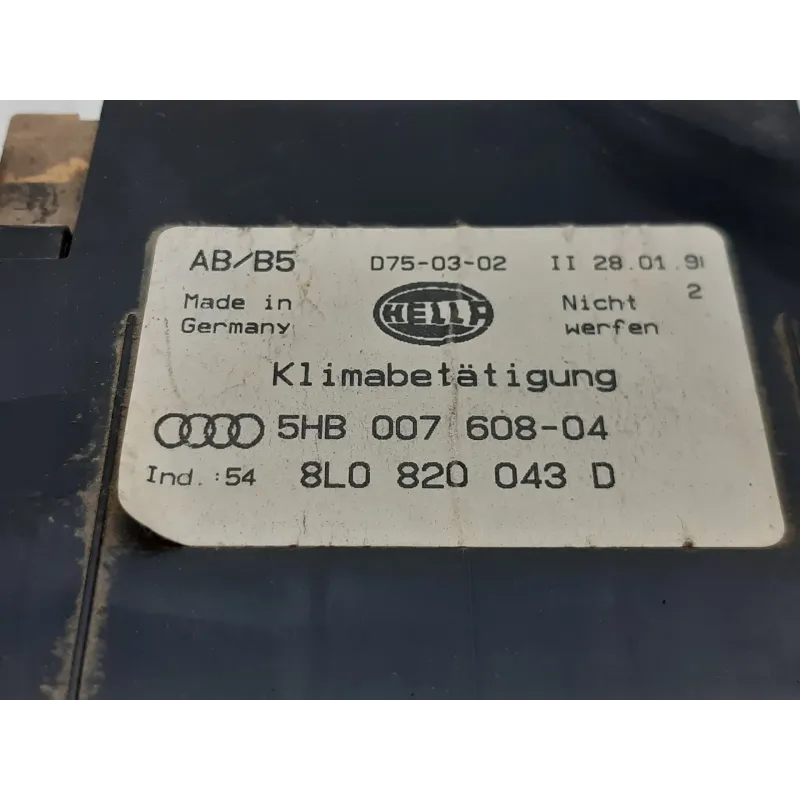 AB/B5 D75-03-02 II 28.01.9
2
Made in HELLA Nicht
Germany werfen
Klimabetätigung
5HB 007 608-04
Ind.:54 8L0 820 043 D